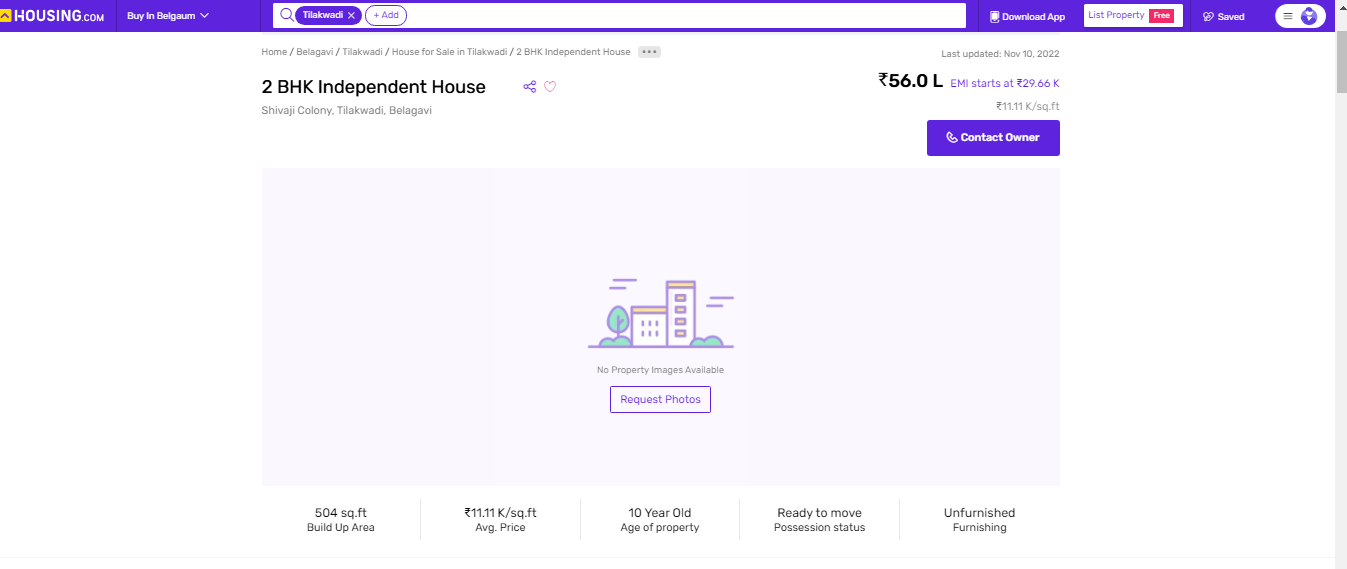 HOUSING.COM Buy In Belgaum Tilakwadi + Add Download App List Property Free Saved
Home / Belagavi / Tilakwadi / House for Sale in Tilakwadi / 2 BHK Independent House
Last updated: Nov 10, 2022
2 BHK Independent House
₹56.0 L EMI starts at ₹29.66 K
Shivaji Colony, Tilakwadi, Belagavi
₹11.11 K/sq.ft
Contact Owner
No Property Images Available
Request Photos
504 sq.ft ₹11.11 K/sq.ft 10 Year Old Ready to move Unfurnished
Build Up Area Avg. Price Age of property Possession status Furnishing